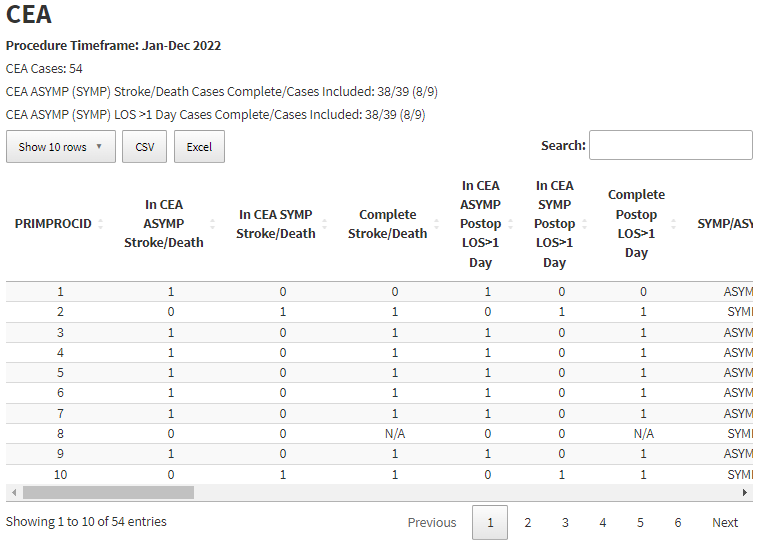 CEA
Procedure Timeframe: Jan-Dec 2022
CEA Cases: 54
CEA ASYMP (SYMP) Stroke/Death Cases Complete/Cases Included: 38/39 (8/9)
CEA ASYMP (SYMP) LOS >1 Day Cases Complete/Cases Included: 38/39 (8/9)
Show 10 rows CSV Excel Search:
PRIMPROCID In CEA ASYMP Stroke/Death In CEA SYMP Stroke/Death Complete Stroke/Death In CEA ASYMP Postop LOS>1 Day In CEA SYMP Postop LOS>1 Day Complete Postop LOS>1 Day SYMP/ASY
1 1 0 0 1 0 0 ASYM
2 0 1 1 0 1 1 SYM
3 1 0 1 1 0 1 ASYM
4 1 0 1 1 0 1 ASYM
5 1 0 1 1 0 1 ASYM
6 1 0 1 1 0 1 ASYM
7 1 0 1 1 0 1 ASYM
8 0 0 N/A 0 0 N/A SYM
9 1 0 1 1 0 1 ASYM
10 0 1 1 0 1 1 SYM
Showing 1 to 10 of 54 entries Previous 1 2 3 4 5 6 Next